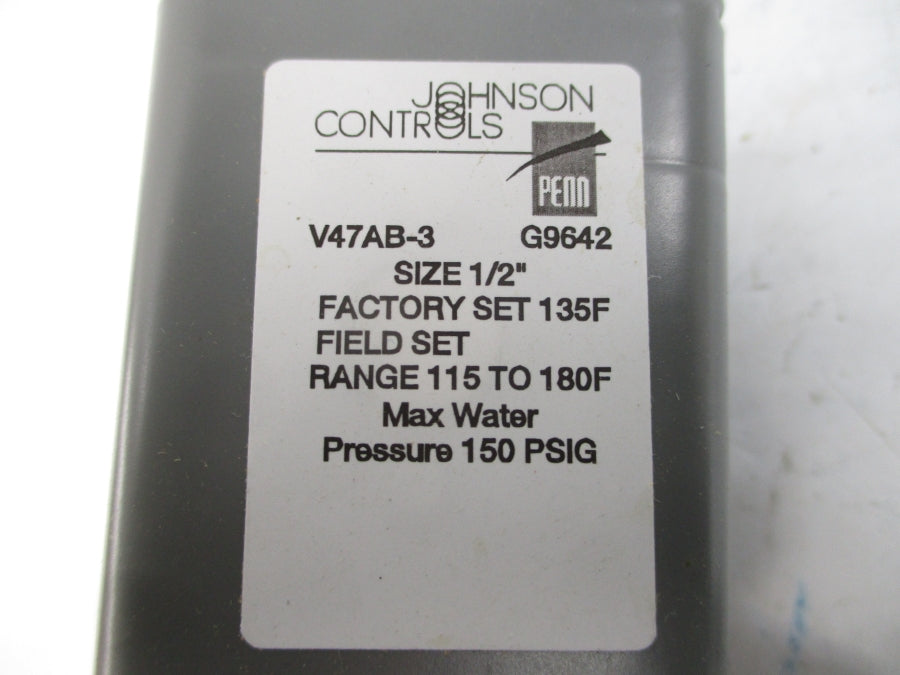 JOHNSON
CONTROLS
PENN
V47AB-3 G9642
SIZE 1/2"
FACTORY SET 135F
FIELD SET
RANGE 115 TO 180F
Max Water
Pressure 150 PSIG